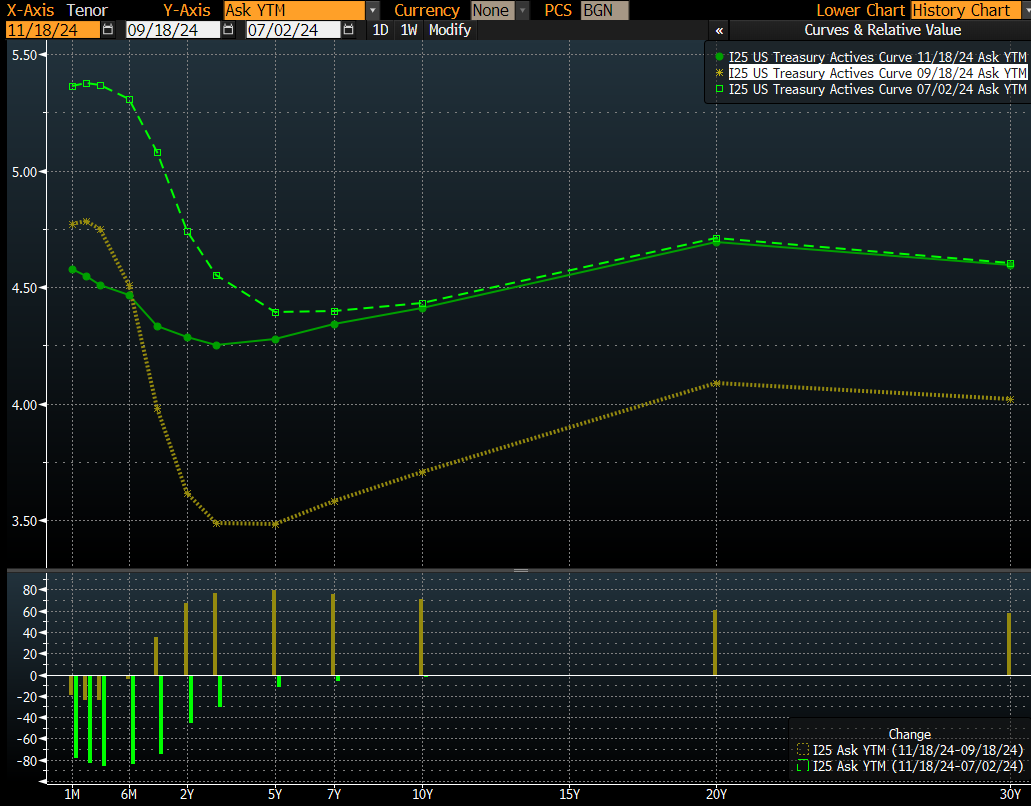 X-Axis Tenor Y-Axis Ask YTM Currency None PCS BGN Lower Chart History Chart
11/18/24 09/18/24 07/02/24 1D 1W Modify « Curves & Relative Value
I25 US Treasury Actives Curve 11/18/24 Ask YTM
I25 US Treasury Actives Curve 09/18/24 Ask YTM
I25 US Treasury Actives Curve 07/02/24 Ask YTM
5.50
5.00
4.50
4.00
3.50
80
60
40
20
0
-20
-40
-60
-80
Change
I25 Ask YTM (11/18/24-09/18/24)
I25 Ask YTM (11/18/24-07/02/24)
1M 6M 2Y 5Y 7Y 10Y 15Y 20Y 30Y